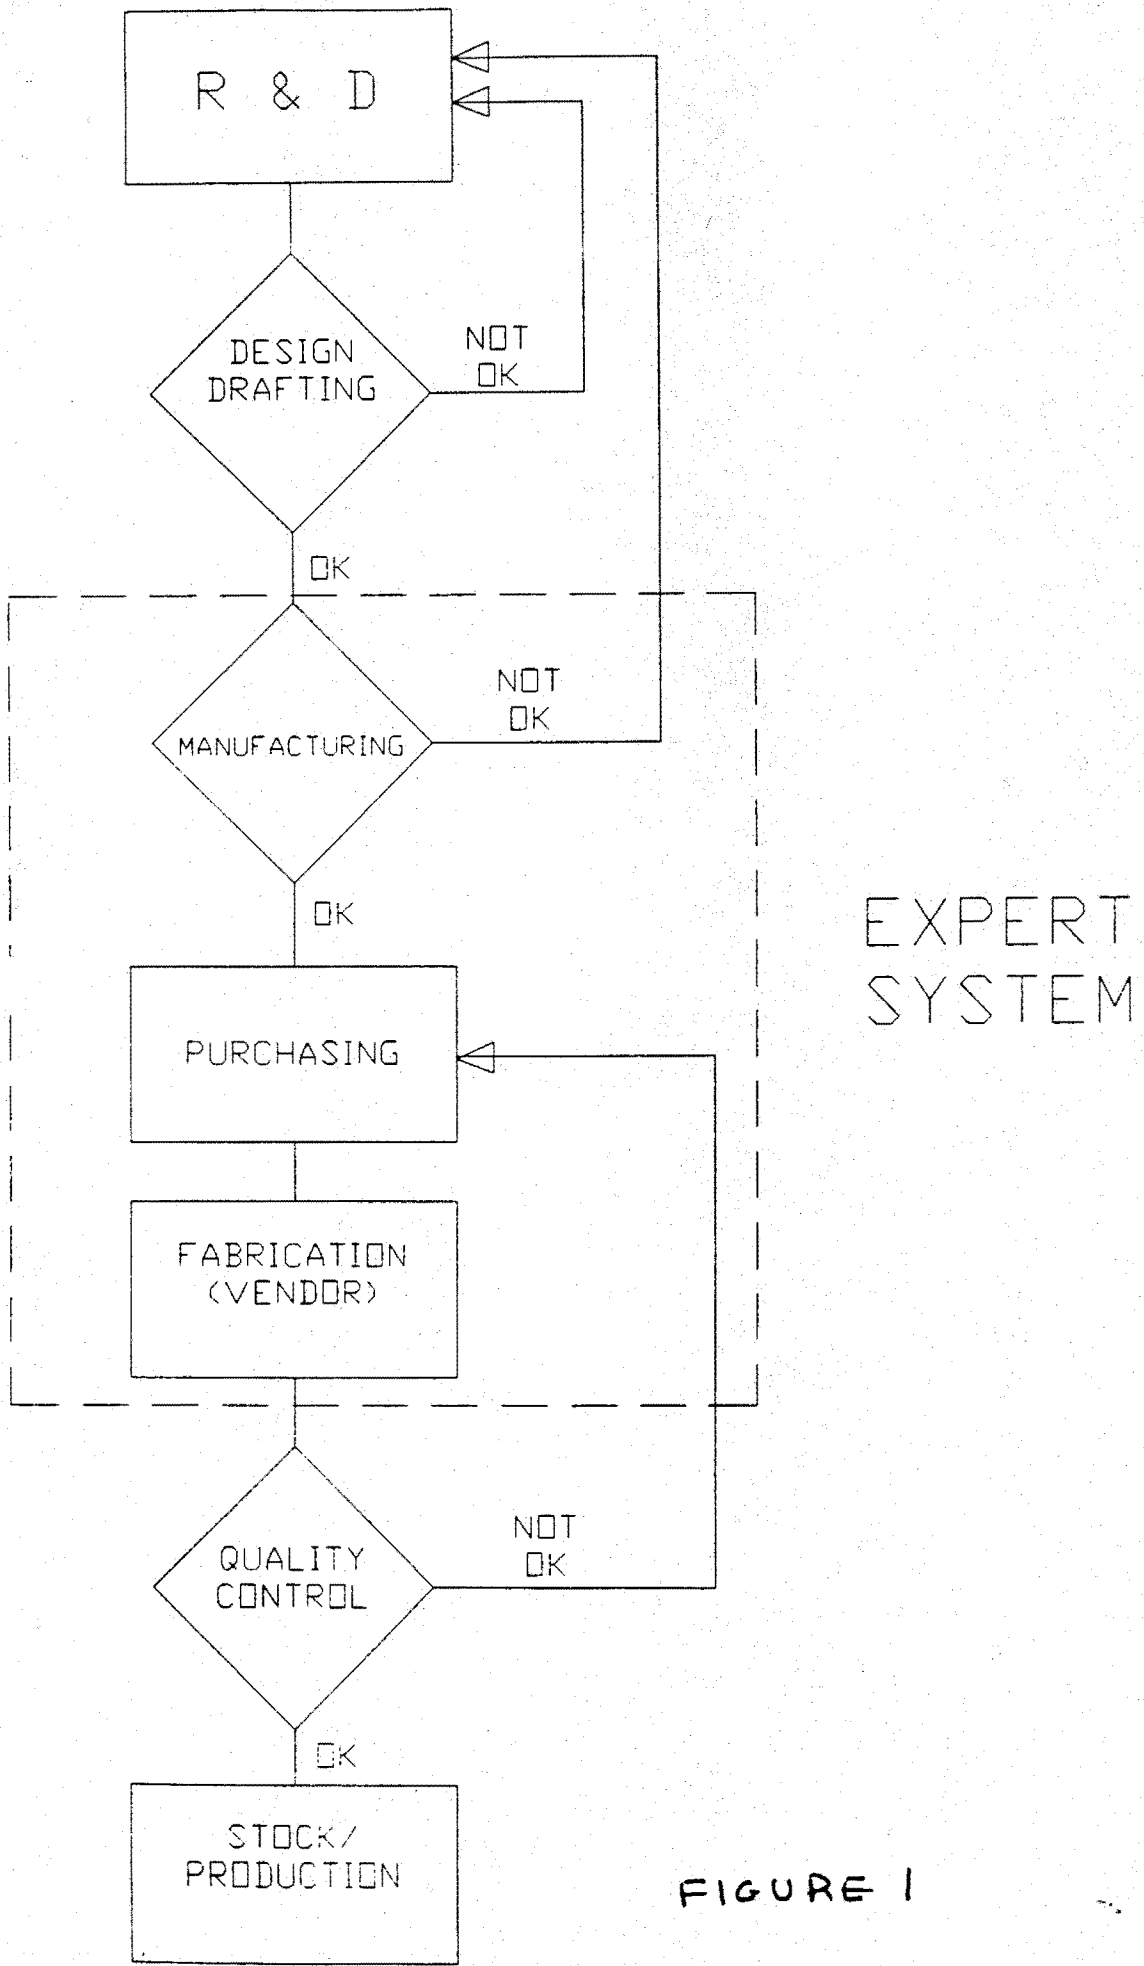 R & D
DESIGN
DRAFTING
NOT
OK
OK
MANUFACTURING
NOT
OK
OK
EXPERT
SYSTEM
PURCHASING
FABRICATION
(VENDOR)
QUALITY
CONTROL
NOT
OK
OK
STOCK/
PRODUCTION
FIGURE 1